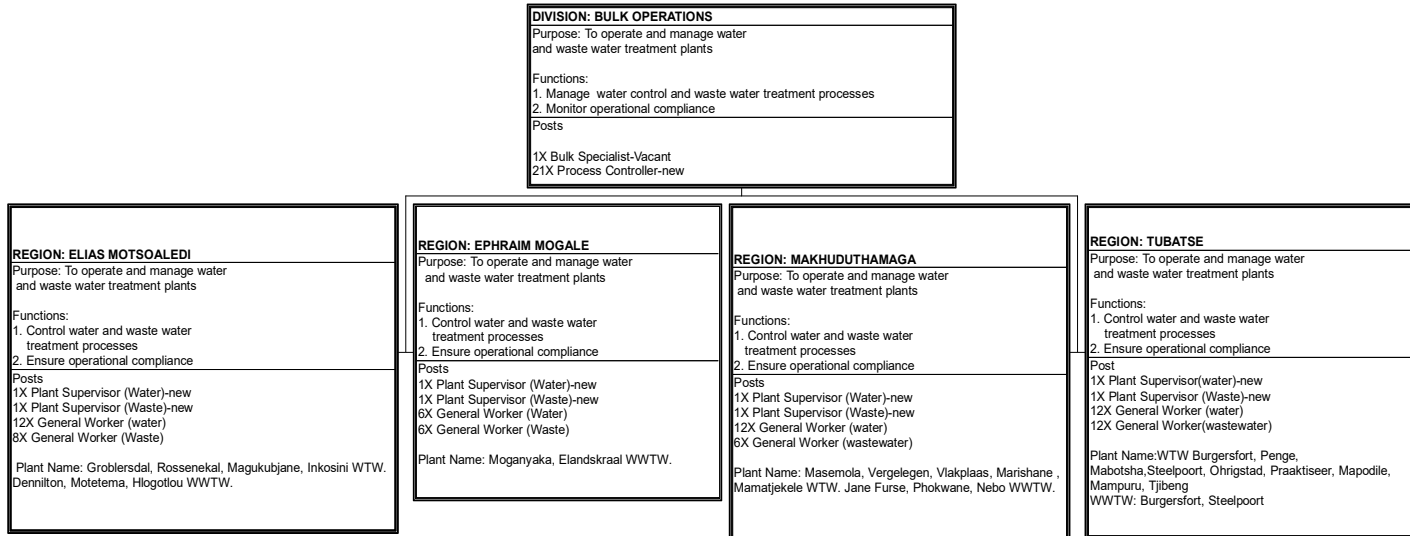 DIVISION: BULK OPERATIONS
Purpose: To operate and manage water
and waste water treatment plants
Functions:
1. Manage water control and waste water treatment processes
2. Monitor operational compliance
Posts
1X Bulk Specialist-Vacant
21X Process Controller-new
REGION: ELIAS MOTSOALEDI
Purpose: To operate and manage water
and waste water treatment plants
Functions:
1. Control water and waste water
treatment processes
2. Ensure operational compliance
Posts
1X Plant Supervisor (Water)-new
1X Plant Supervisor (Waste)-new
12X General Worker (water)
8X General Worker (Waste)
Plant Name: Groblersdal, Rossenekal, Magukubjane, Inkosini WTW.
Dennilton, Motetema, Hlogotlou WWTW.
REGION: EPHRAIM MOGALE
Purpose: To operate and manage water
and waste water treatment plants
Functions:
1. Control water and waste water
treatment processes
2. Ensure operational compliance
Posts
1X Plant Supervisor (Water)-new
1X Plant Supervisor (Waste)-new
6X General Worker (Water)
6X General Worker (Waste)
Plant Name: Moganyaka, Elandskraal WWTW.
REGION: MAKHUDUTHAMAGA
Purpose: To operate and manage water
and waste water treatment plants
Functions:
1. Control water and waste water
treatment processes
2. Ensure operational compliance
Posts
1X Plant Supervisor (Water)-new
1X Plant Supervisor (Waste)-new
12X General Worker (water)
6X General Worker (wastewater)
Plant Name: Masemola, Vergelegen, Vlakplaas, Marishane ,
Mamatjekele WTW. Jane Furse, Phokwane, Nebo WWTW.
REGION: TUBATSE
Purpose: To operate and manage water
and waste water treatment plants
Functions:
1. Control water and waste water
treatment processes
2. Ensure operational compliance
Post
1X Plant Supervisor(water)-new
1X Plant Supervisor (Waste)-new
12X General Worker (water)
12X General Worker(wastewater)
Plant Name:WTW Burgersfort, Penge,
Mabotsha,Steelpoort, Ohrigstad, Praaktiseer, Mapodile,
Mampuru, Tjibeng
WWTW: Burgersfort, Steelpoort